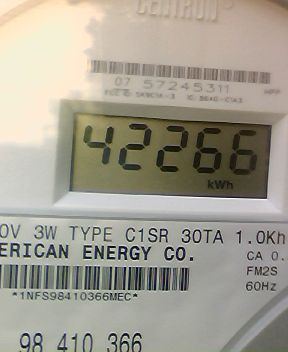 CENTRON
07 57245311
42266
kWh
0V 3W TYPE C1SR 30TA 1.0Kh
ERICAN ENERGY CO.
CA 0.
FM2S
*1NFS98410366MEC*
60Hz
98 410 366